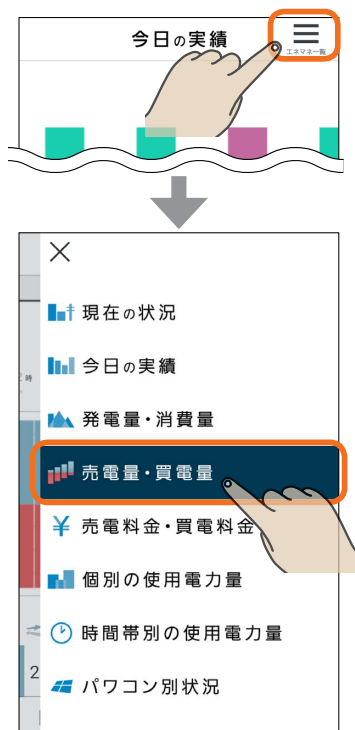 今日の実績
エネマネ一覧
現在の状況
今日の実績
2時
発電量・消費量
売電量・買電量
¥ 売電料金・買電料金
個別の使用電力量
時間帯別の使用電力量
2
パワコン別状況